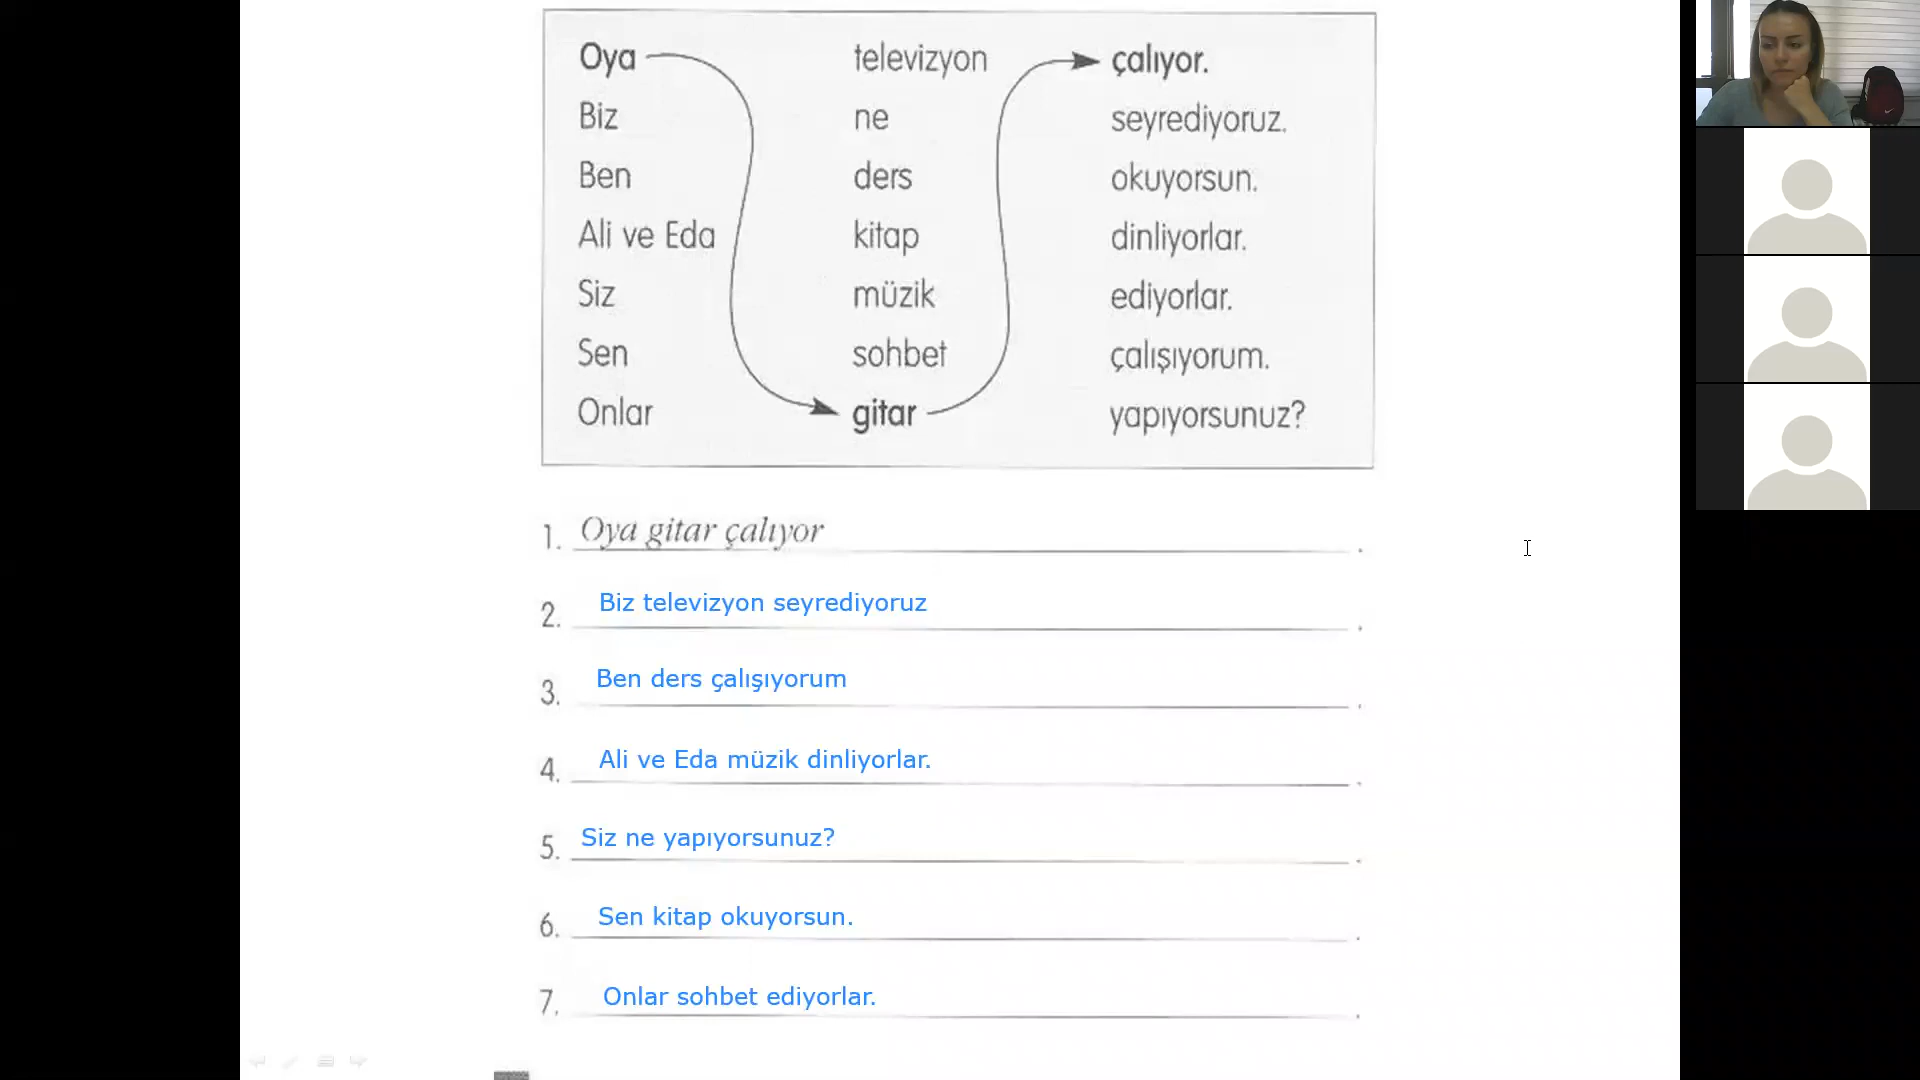 Oya televizyon çalıyor.
Biz ne seyrediyoruz.
Ben ders okuyorsun.
Ali ve Eda kitap dinliyorlar.
Siz müzik ediyorlar.
Sen sohbet çalışıyorum.
Onlar gitar yapıyorsunuz?
1. Oya gitar çalıyor .
2. Biz televizyon seyrediyoruz .
3. Ben ders çalışıyorum .
4. Ali ve Eda müzik dinliyorlar. .
5. Siz ne yapıyorsunuz? .
6. Sen kitap okuyorsun. .
7. Onlar sohbet ediyorlar. .